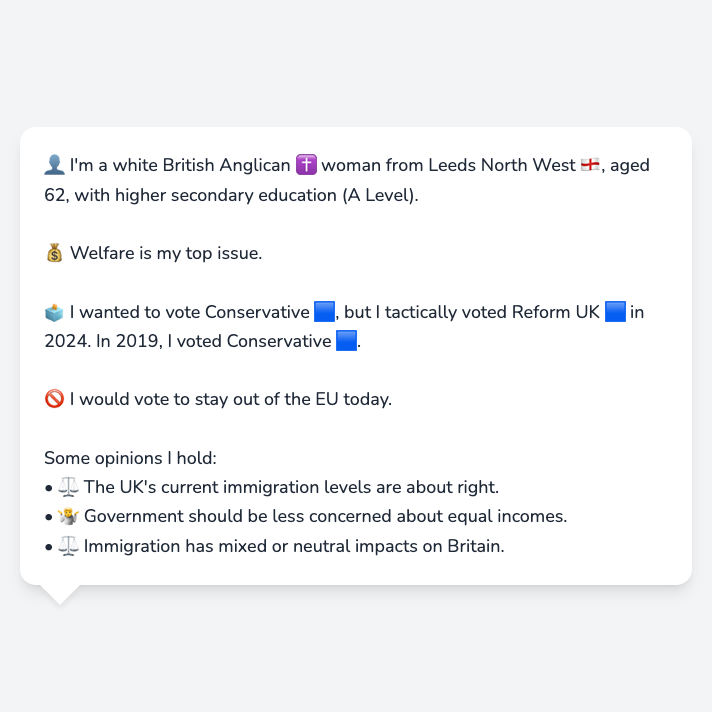 👤 I'm a white British Anglican ✝️ woman from Leeds North West 🏴󠁧󠁢󠁥󠁮󠁧󠁿, aged
62, with higher secondary education (A Level).
💰 Welfare is my top issue.
🗳️ I wanted to vote Conservative 🟦, but I tactically voted Reform UK 🟦 in
2024. In 2019, I voted Conservative 🟦.
🚫 I would vote to stay out of the EU today.
Some opinions I hold:
• ⚖️ The UK's current immigration levels are about right.
• 🤷 Government should be less concerned about equal incomes.
• ⚖️ Immigration has mixed or neutral impacts on Britain.